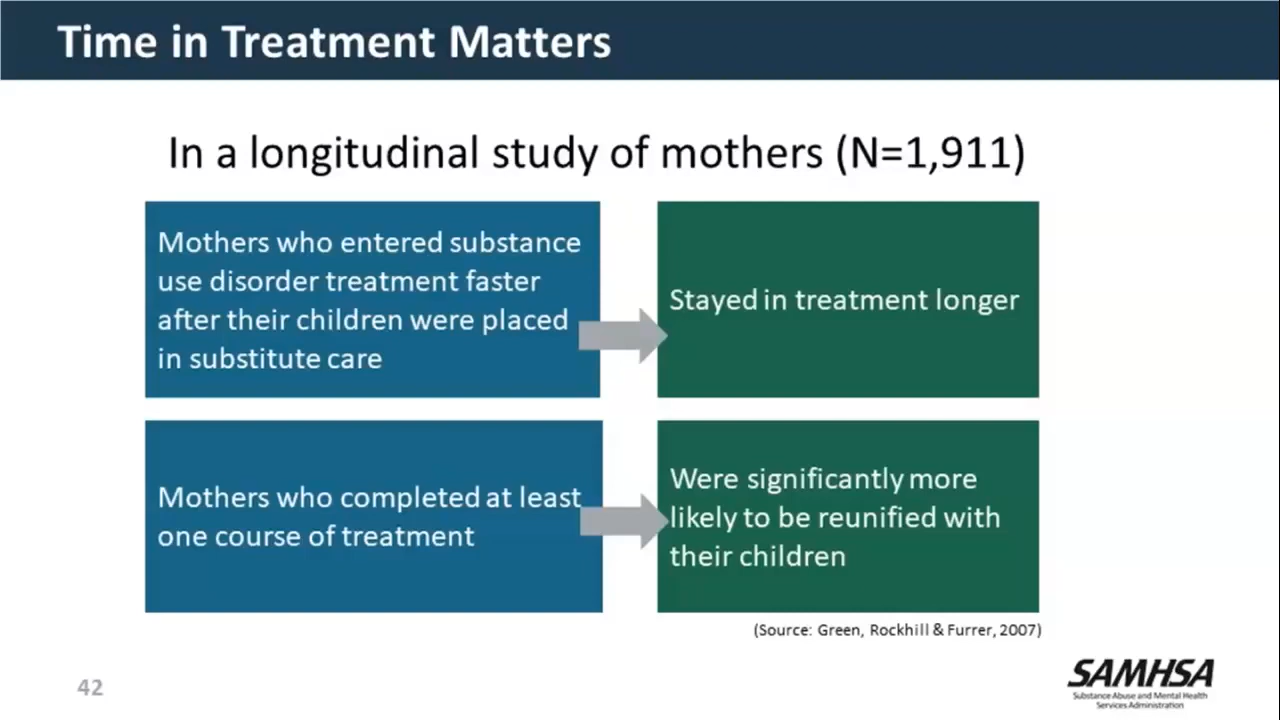 Time in Treatment Matters
In a longitudinal study of mothers (N=1,911)
Mothers who entered substance
use disorder treatment faster
after their children were placed
in substitute care
Stayed in treatment longer
Mothers who completed at least
one course of treatment
Were significantly more
likely to be reunified with
their children
(Source: Green, Rockhill & Furrer, 2007)
42
SAMHSA
Substance Abuse and Mental Health
Services Administration